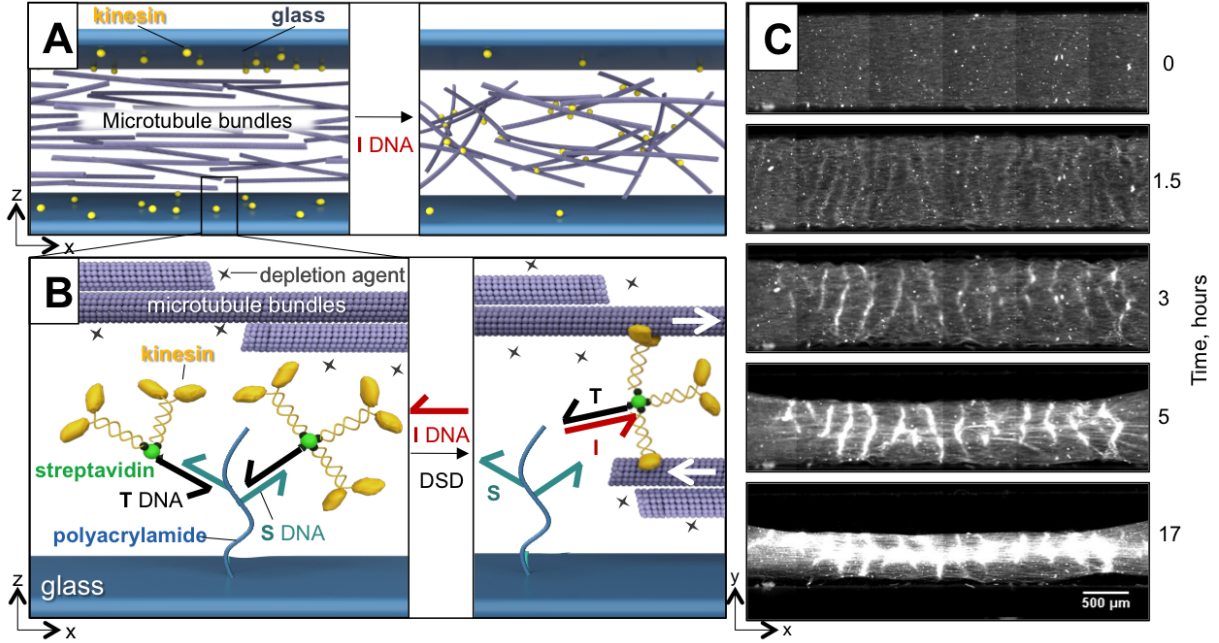 A
kinesin
glass
Microtubule bundles
I DNA
z
x
B
depletion agent
microtubule bundles
kinesin
streptavidin
T DNA
S DNA
polyacrylamide
glass
z
x
I DNA
DSD
T
I
S
C
0
1.5
3
5
17
Time, hours
500 µm
y
x